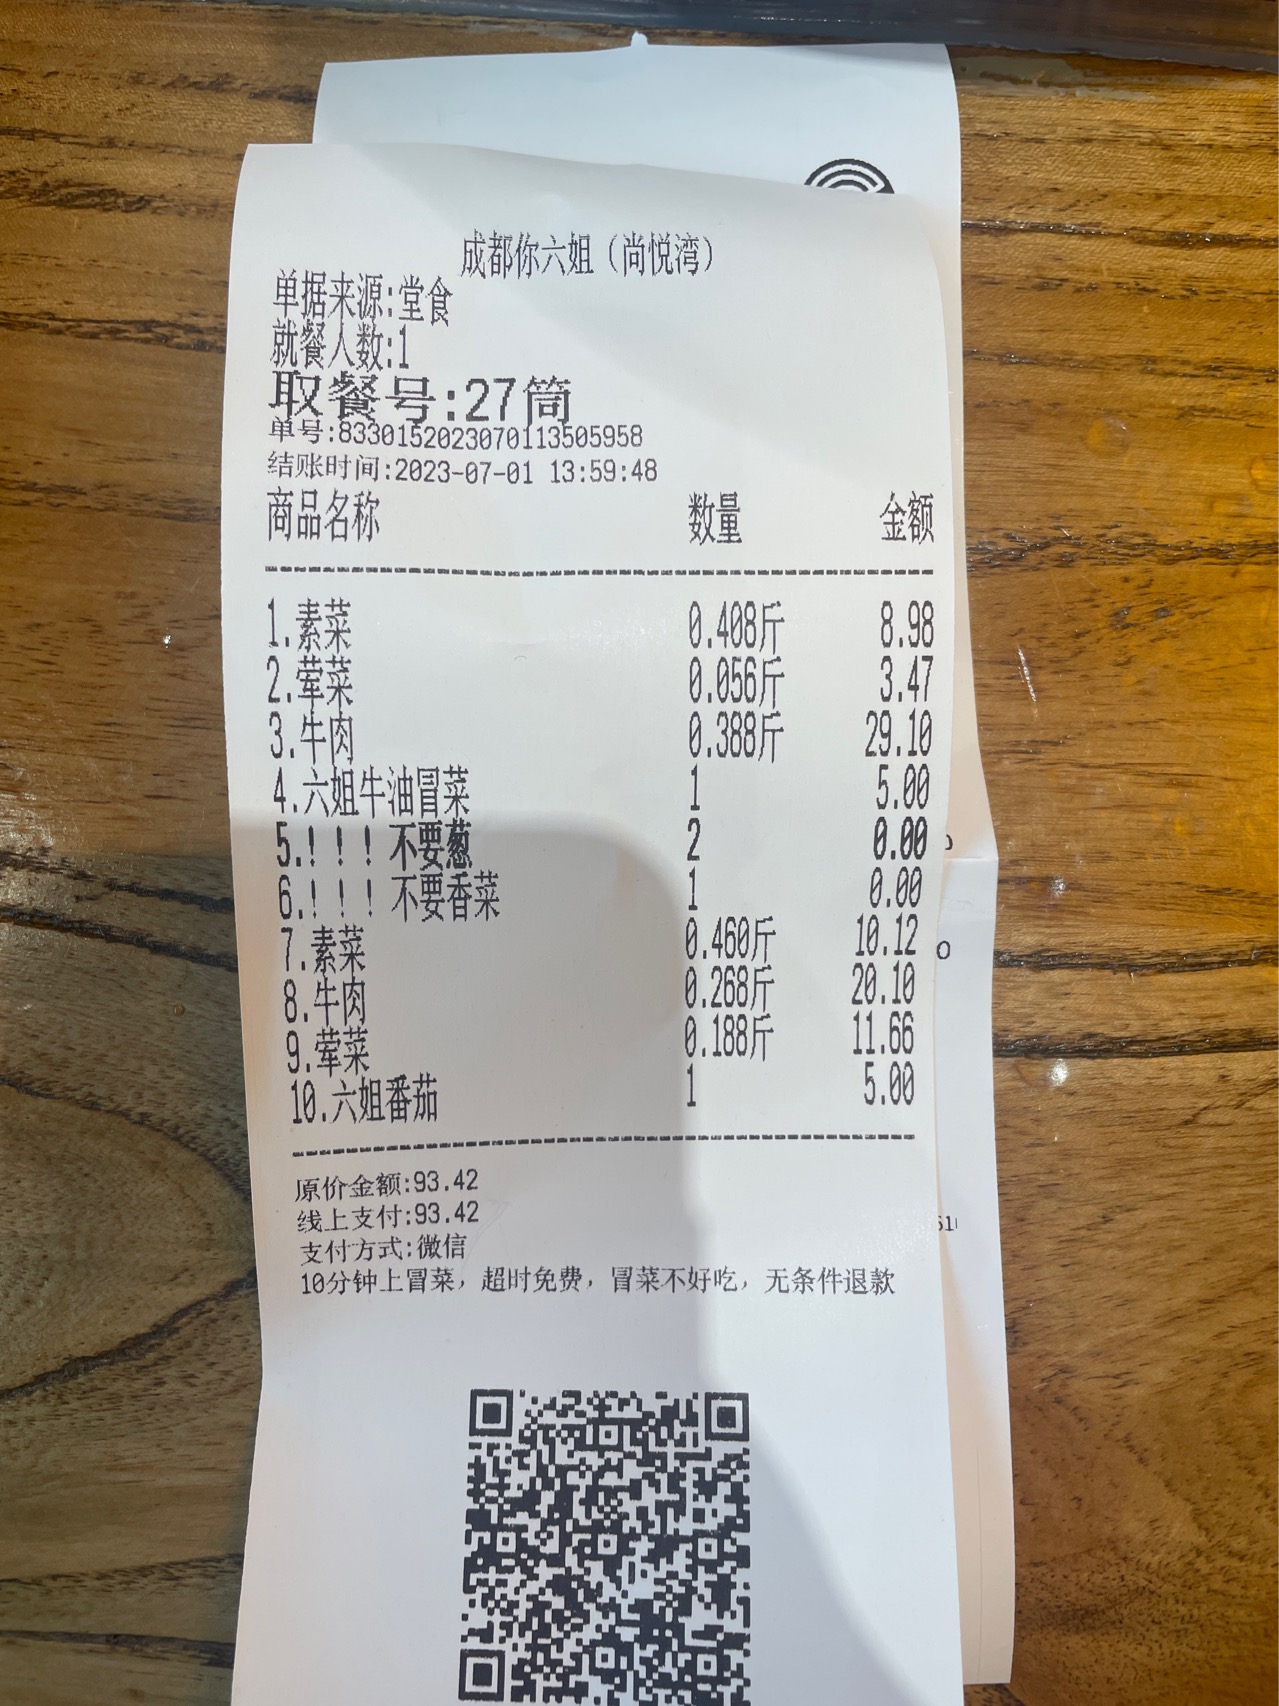 成都你六姐（尚悦湾）
单据来源:堂食
就餐人数:1
取餐号:27筒
单号:8330152023070113505958
结账时间:2023-07-01 13:59:48
商品名称 数量 金额
1.素菜 0.408斤 8.98
2.荤菜 0.056斤 3.47
3.牛肉 0.388斤 29.10
4.六姐牛油冒菜 1 5.00
5.！！！不要葱 2 0.00
6.！！！不要香菜 1 0.00
7.素菜 0.460斤 10.12
8.牛肉 0.268斤 20.10
9.荤菜 0.188斤 11.66
10.六姐番茄 1 5.00
原价金额:93.42
线上支付:93.42
支付方式:微信
10分钟上冒菜，超时免费，冒菜不好吃，无条件退款